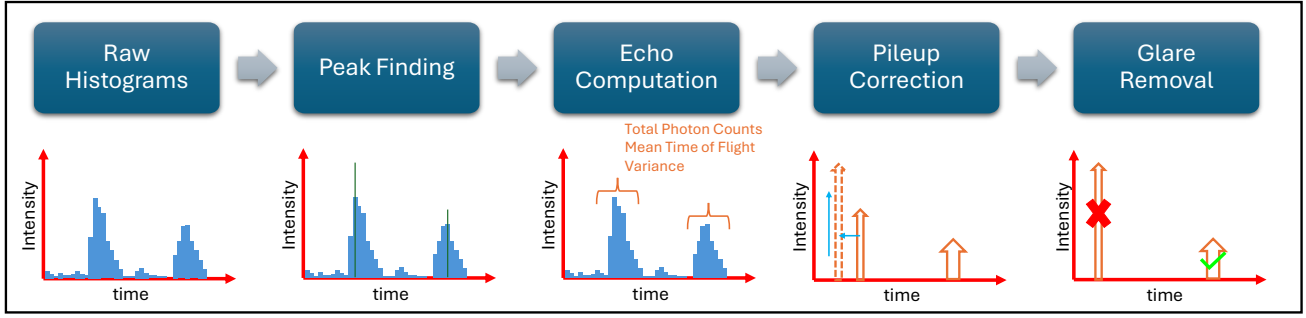 Raw
Histograms
Peak Finding
Echo
Computation
Pileup
Correction
Glare
Removal
Total Photon Counts
Mean Time of Flight
Variance
Intensity
time
Intensity
time
Intensity
time
Intensity
time
Intensity
time